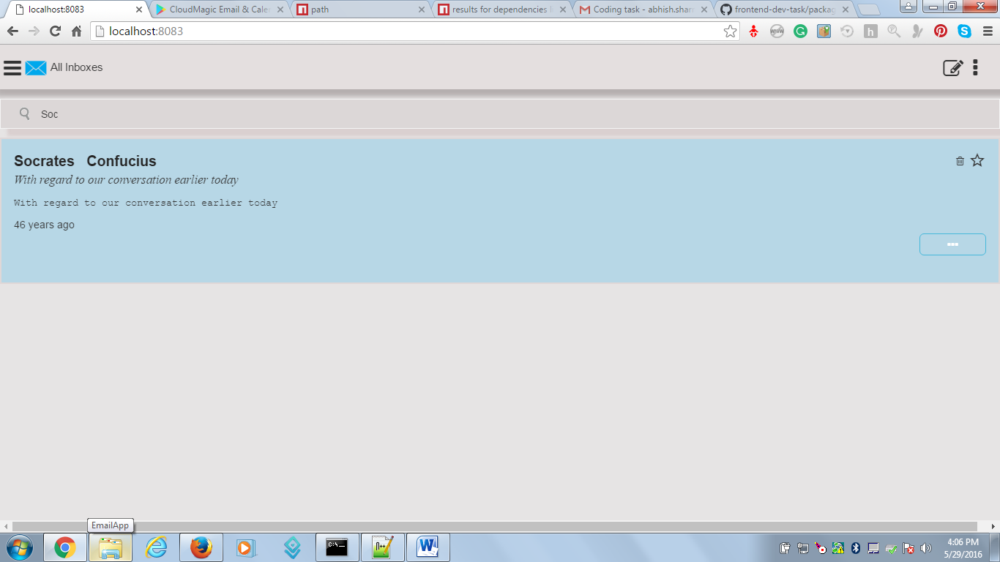 localhost:8083
CloudMagic Email & Cale
path
results for dependencies
Coding task - abhish.shar
frontend-dev-task/packag
localhost:8083
All Inboxes
Soc
Socrates Confucius
With regard to our conversation earlier today
With regard to our conversation earlier today
46 years ago
EmailApp
4:06 PM
5/29/2016